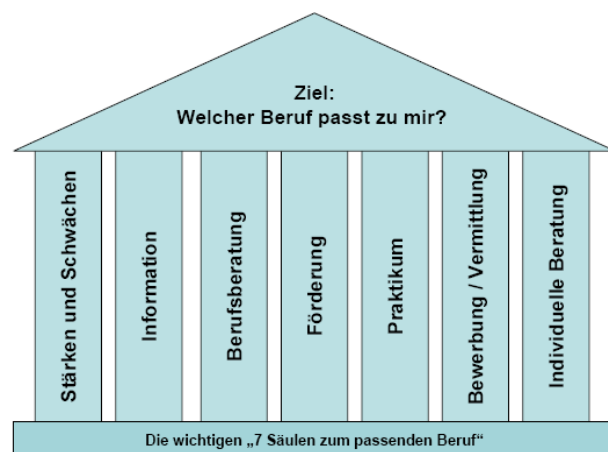 Ziel:
Welcher Beruf passt zu mir?
Stärken und Schwächen
Information
Berufsberatung
Förderung
Praktikum
Bewerbung / Vermittlung
Individuelle Beratung
Die wichtigen „7 Säulen zum passenden Beruf“